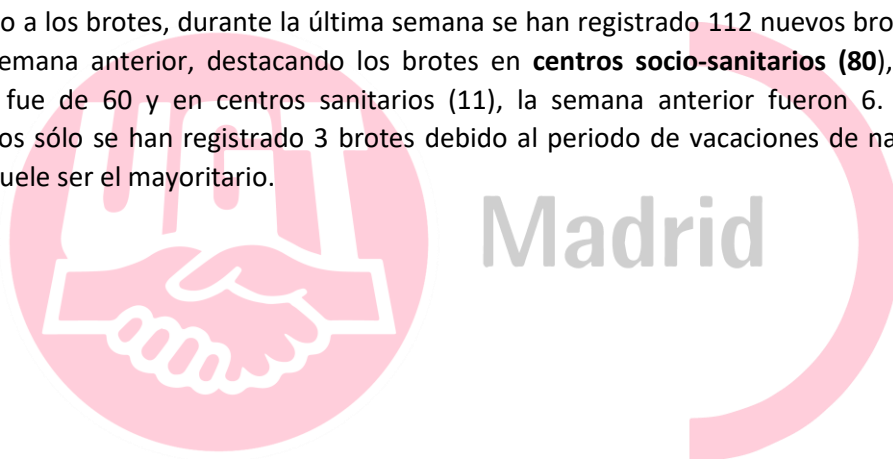 o a los brotes, durante la última semana se han registrado 112 nuevos bro
emana anterior, destacando los brotes en centros socio-sanitarios (80),
fue de 60 y en centros sanitarios (11), la semana anterior fueron 6.
os sólo se han registrado 3 brotes debido al periodo de vacaciones de na
uele ser el mayoritario.
UGT
Madrid